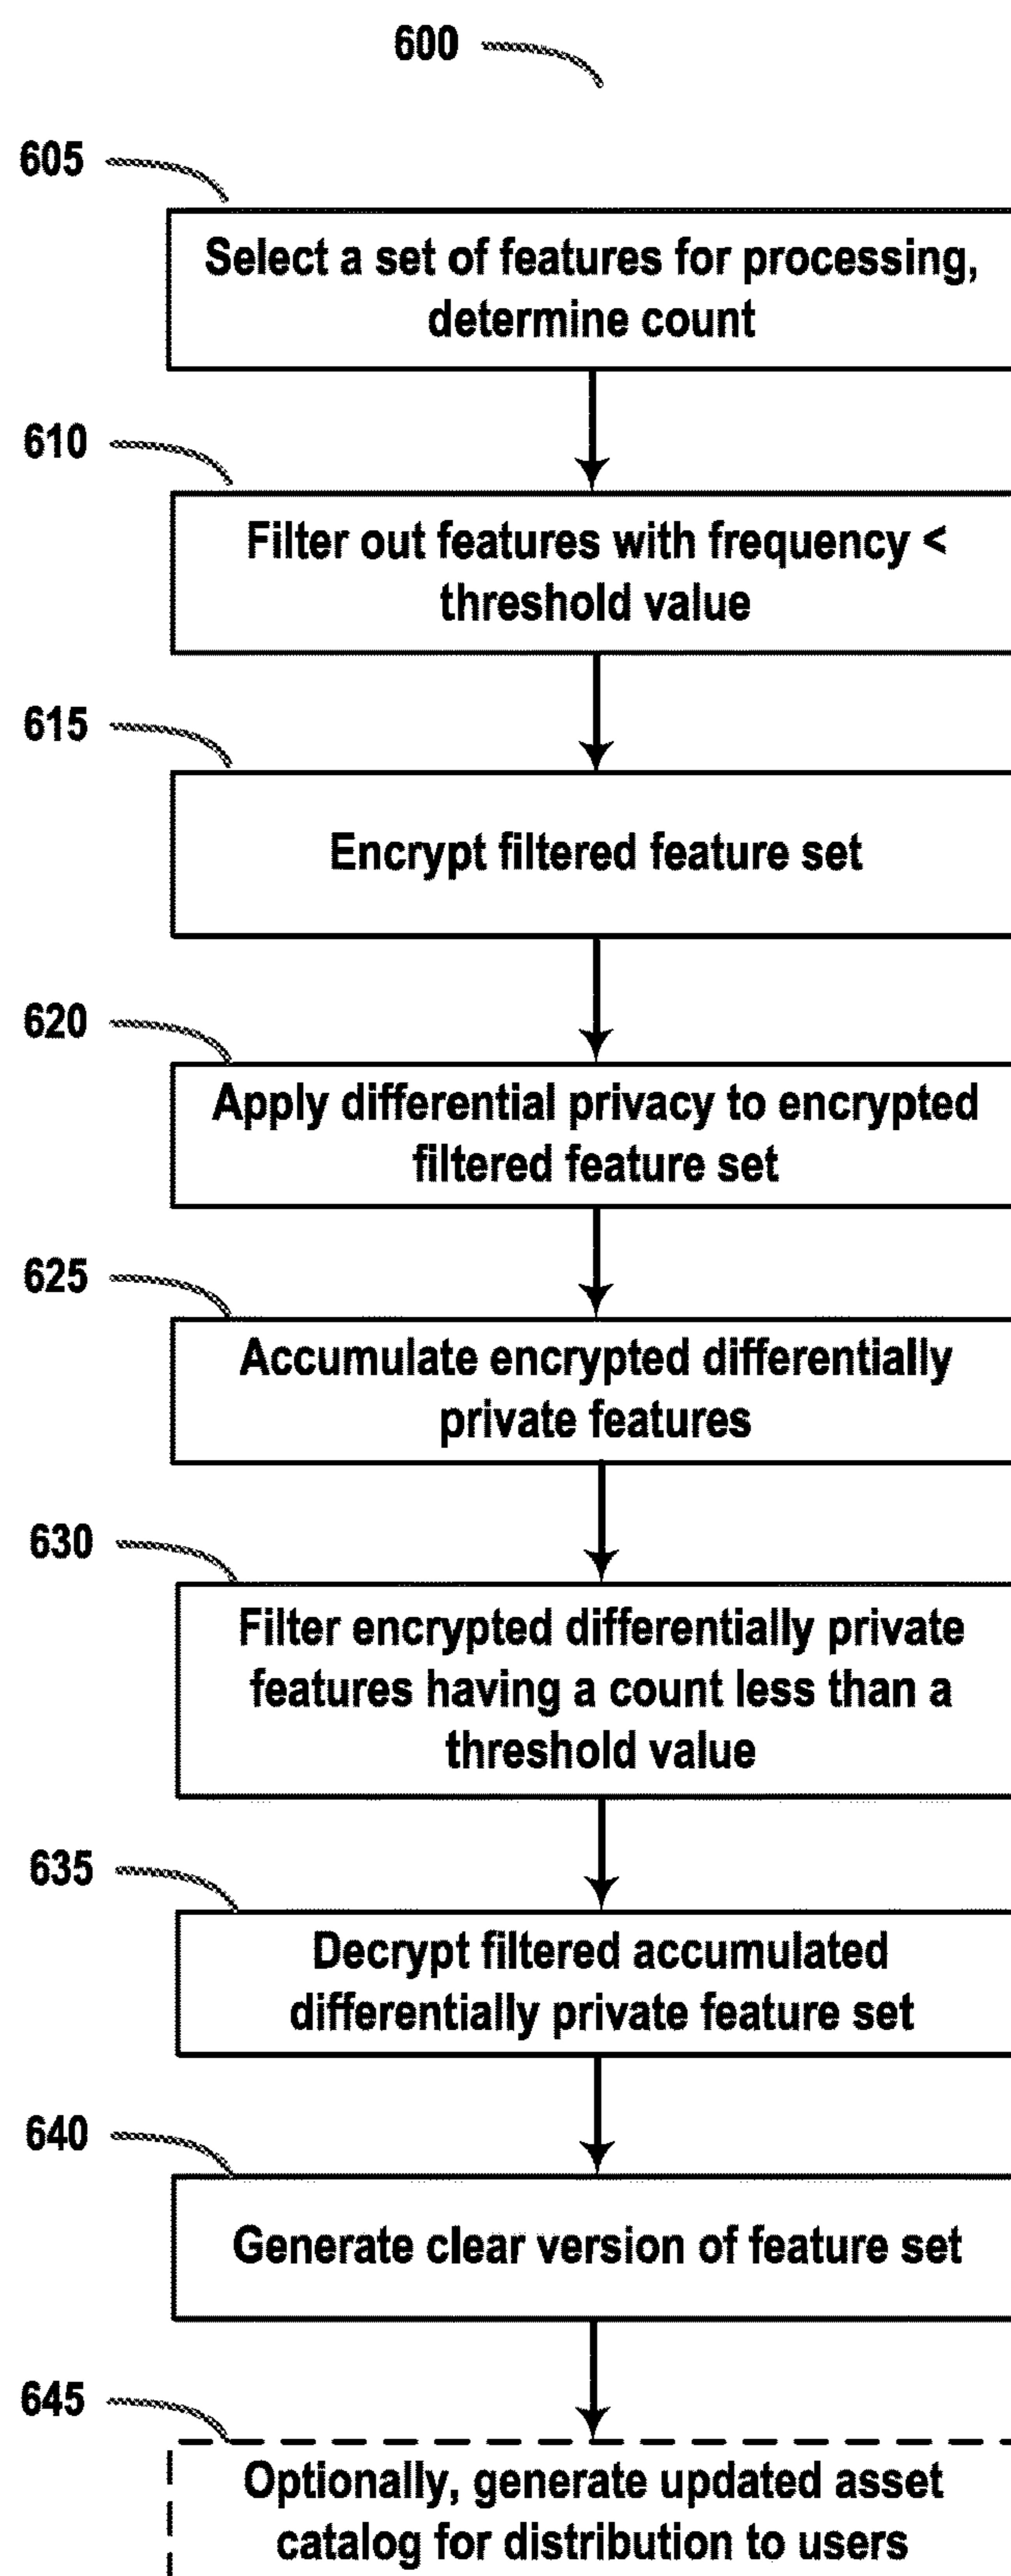 600
605
Select a set of features for processing,
determine count
610
Filter out features with frequency <
threshold value
615
Encrypt filtered feature set
620
Apply differential privacy to encrypted
filtered feature set
625
Accumulate encrypted differentially
private features
630
Filter encrypted differentially private
features having a count less than a
threshold value
635
Decrypt filtered accumulated
differentially private feature set
640
Generate clear version of feature set
645
Optionally, generate updated asset
catalog for distribution to users